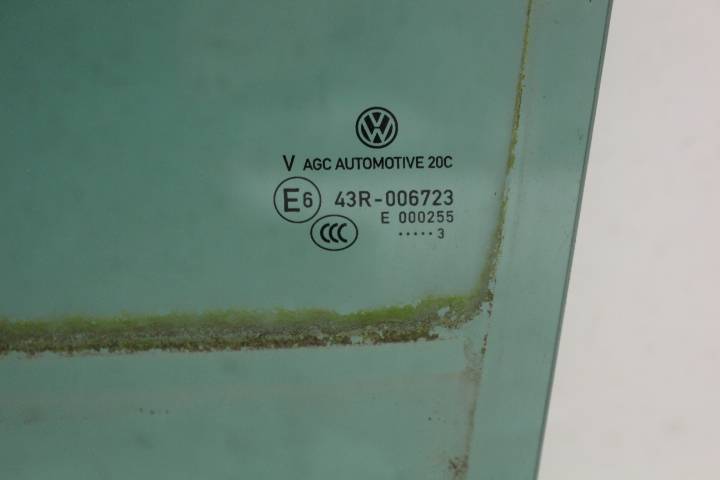 V AGC AUTOMOTIVE 20C
E6 43R-006723
E 000255
CCC ·····3